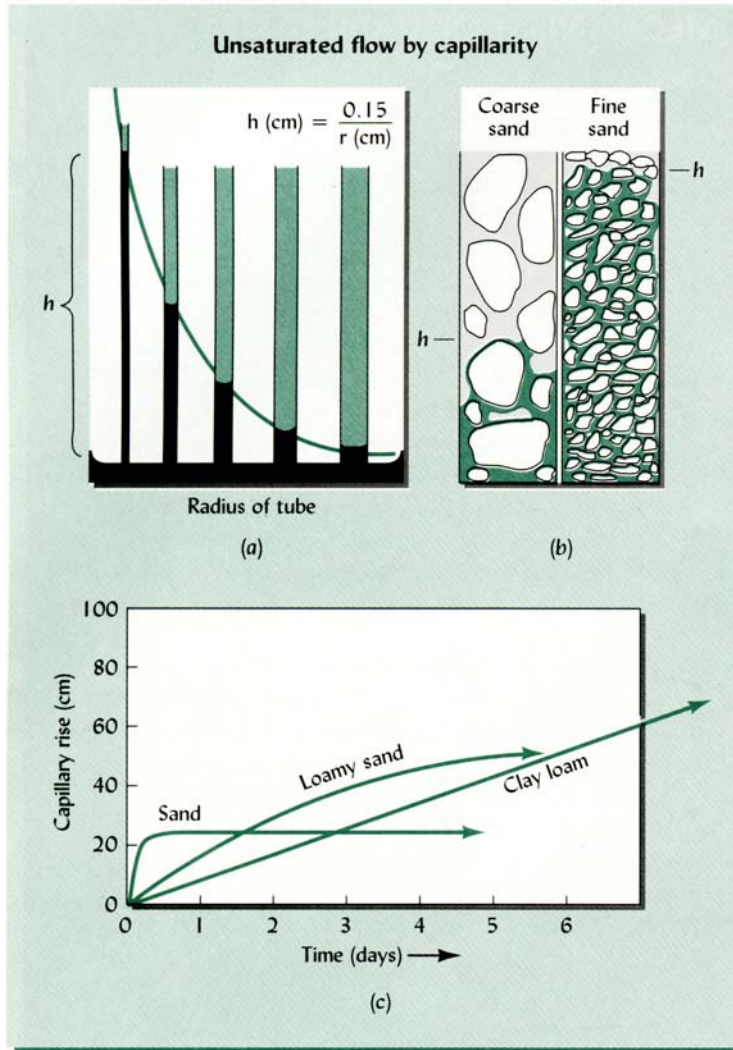 Unsaturated flow by capillarity
h (cm) = 0.15 / r (cm)
h
Radius of tube
(a)
Coarse sand
Fine sand
h
h
(b)
100
80
60
40
20
0
Capillary rise (cm)
Sand
Loamy sand
Clay loam
0 1 2 3 4 5 6
Time (days)
(c)